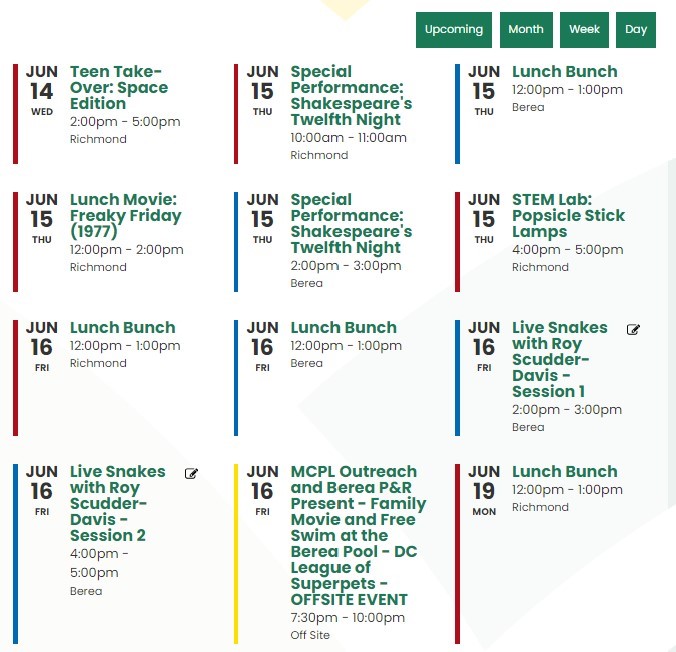 Upcoming Month Week Day
JUN
14
WED
Teen Take-
Over: Space
Edition
2:00pm - 5:00pm
Richmond
JUN
15
THU
Special
Performance:
Shakespeare's
Twelfth Night
10:00am - 11:00am
Richmond
JUN
15
THU
Lunch Bunch
12:00pm - 1:00pm
Berea
JUN
15
THU
Lunch Movie:
Freaky Friday
(1977)
12:00pm - 2:00pm
Richmond
JUN
15
THU
Special
Performance:
Shakespeare's
Twelfth Night
2:00pm - 3:00pm
Berea
JUN
15
THU
STEM Lab:
Popsicle Stick
Lamps
4:00pm - 5:00pm
Richmond
JUN
16
FRI
Lunch Bunch
12:00pm - 1:00pm
Richmond
JUN
16
FRI
Lunch Bunch
12:00pm - 1:00pm
Berea
JUN
16
FRI
Live Snakes
with Roy
Scudder-
Davis -
Session 1
2:00pm - 3:00pm
Berea
JUN
16
FRI
Live Snakes
with Roy
Scudder-
Davis -
Session 2
4:00pm -
5:00pm
Berea
JUN
16
FRI
MCPL Outreach
and Berea P&R
Present - Family
Movie and Free
Swim at the
Berea Pool - DC
League of
Superpets -
OFFSITE EVENT
7:30pm - 10:00pm
Off Site
JUN
19
MON
Lunch Bunch
12:00pm - 1:00pm
Richmond